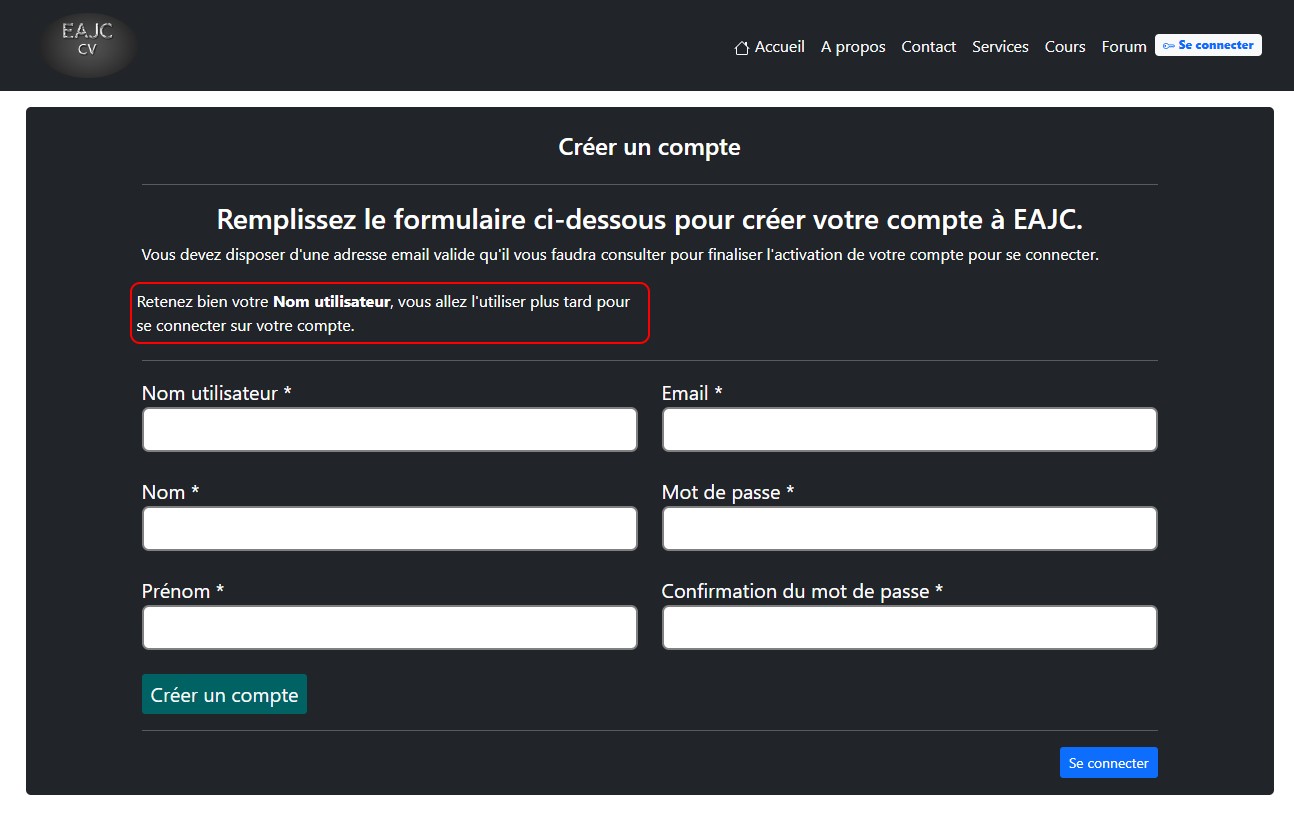 EAJC
CV
Accueil A propos Contact Services Cours Forum Se connecter
Créer un compte
Remplissez le formulaire ci-dessous pour créer votre compte à EAJC.
Vous devez disposer d'une adresse email valide qu'il vous faudra consulter pour finaliser l'activation de votre compte pour se connecter.
Retenez bien votre Nom utilisateur, vous allez l'utiliser plus tard pour
se connecter sur votre compte.
Nom utilisateur *
Email *
Nom *
Mot de passe *
Prénom *
Confirmation du mot de passe *
Créer un compte
Se connecter